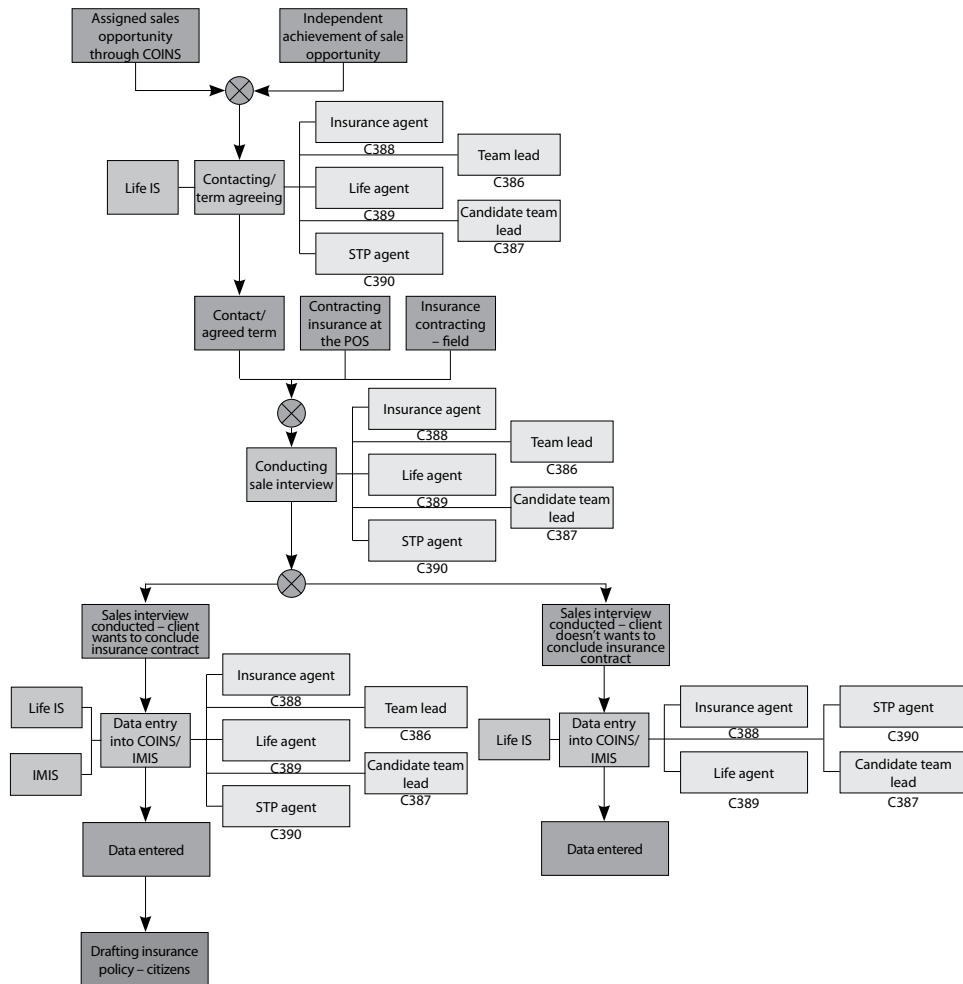 Assigned sales
opportunity
through COINS
Independent
achievement of sale
opportunity
Insurance agent
C388
Team lead
C386
Life IS
Contacting/
term agreeing
Life agent
C389
Candidate team
lead
C387
STP agent
C390
Contact/
agreed term
Contracting
insurance at
the POS
Insurance
contracting
– field
Insurance agent
C388
Team lead
C386
Conducting
sale interview
Life agent
C389
Candidate team
lead
C387
STP agent
C390
Sales interview
conducted – client
wants to conclude
insurance contract
Sales interview
conducted – client
doesn't wants to
conclude insurance
contract
Life IS
IMIS
Data entry
into COINS/
IMIS
Insurance agent
C388
Team lead
C386
Life agent
C389
Candidate team
lead
C387
STP agent
C390
Life IS
Data entry
into COINS/
IMIS
Insurance agent
C388
STP agent
C390
Life agent
C389
Candidate team
lead
C387
Data entered
Data entered
Drafting insurance
policy – citizens